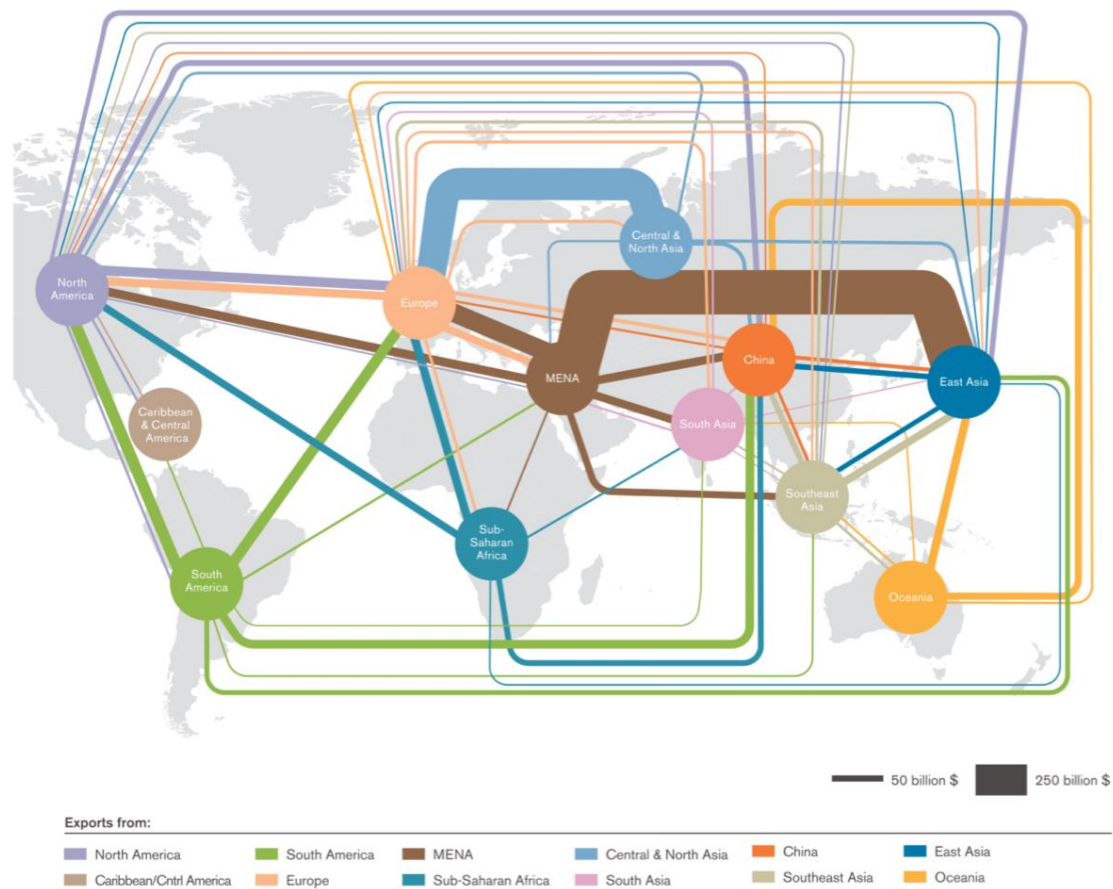 North
America
Caribbean
& Central
America
South
America
Europe
MENA
Sub-
Saharan
Africa
Central &
North Asia
China
South Asia
East Asia
Southeast
Asia
Oceania
50 billion $ 250 billion $
Exports from:
North America South America MENA Central & North Asia China East Asia
Caribbean/Cntrl America Europe Sub-Saharan Africa South Asia Southeast Asia Oceania